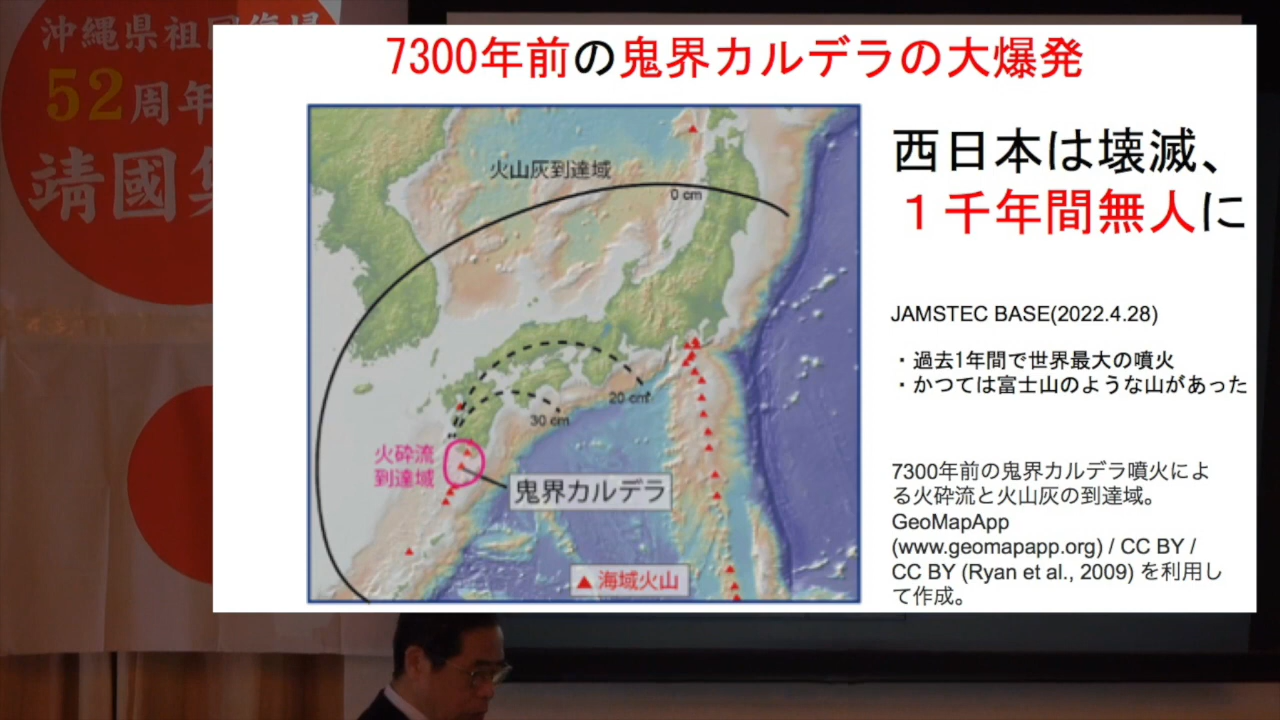 沖縄県祖国復帰
52周年
靖國集
7300年前の鬼界カルデラの大爆発
火山灰到達域
0 cm
20 cm
30 cm
火砕流
到達域
鬼界カルデラ
▲ 海域火山
西日本は壊滅、
1千年間無人に
JAMSTEC BASE(2022.4.28)
・過去1年間で世界最大の噴火
・かつては富士山のような山があった
7300年前の鬼界カルデラ噴火によ
る火砕流と火山灰の到達域。
GeoMapApp
(www.geomapapp.org) / CC BY /
CC BY (Ryan et al., 2009) を利用し
て作成。